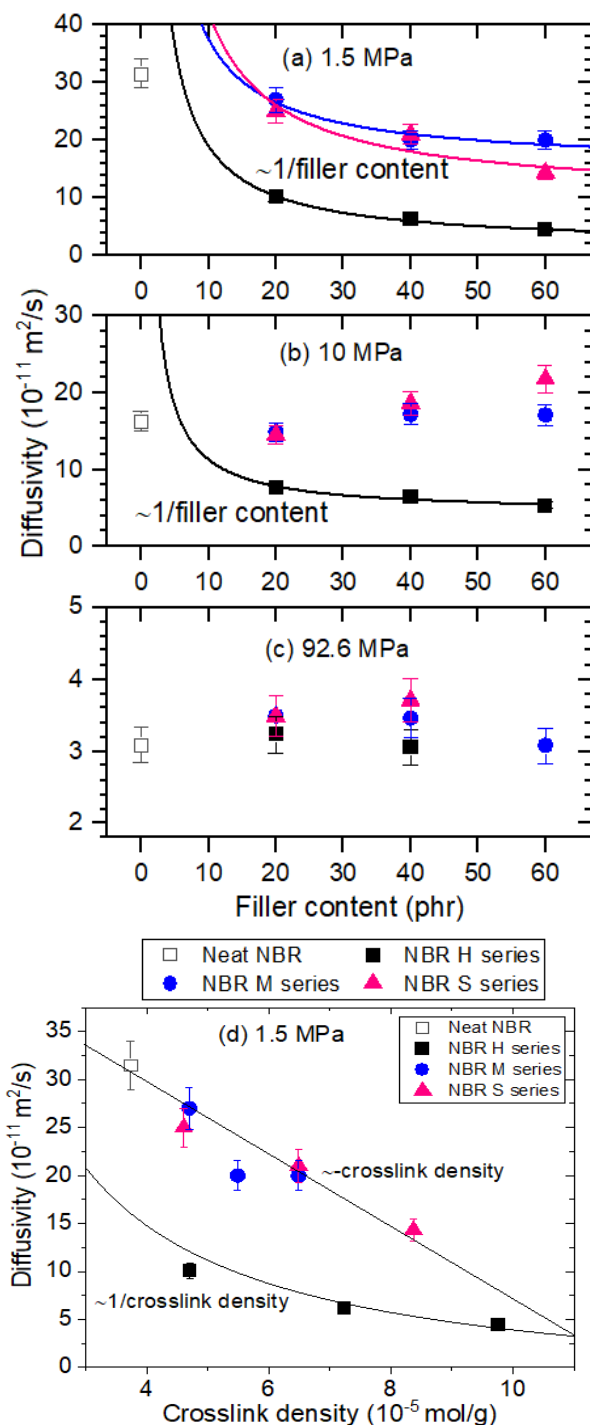 40
30
20
10
0
(a) 1.5 MPa
~1/filler content
0 10 20 30 40 50 60
30
20
10
0
(b) 10 MPa
~1/filler content
0 10 20 30 40 50 60
5
4
3
2
(c) 92.6 MPa
0 10 20 30 40 50 60
Diffusivity (10⁻¹¹ m²/s)
Filler content (phr)
Neat NBR NBR H series
NBR M series NBR S series
35
30
25
20
15
10
5
0
(d) 1.5 MPa
Neat NBR
NBR H series
NBR M series
NBR S series
~-crosslink density
~1/crosslink density
Diffusivity (10⁻¹¹ m²/s)
4 6 8 10
Crosslink density (10⁻⁵ mol/g)